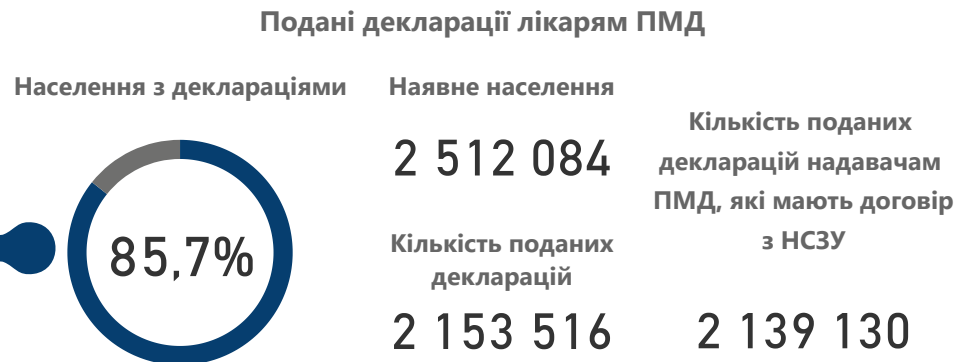 Подані декларації лікарям ПМД
Населення з деклараціями
85,7%
Наявне населення
2 512 084
Кількість поданих
декларацій
2 153 516
Кількість поданих
декларацій надавачам
ПМД, які мають договір
з НСЗУ
2 139 130